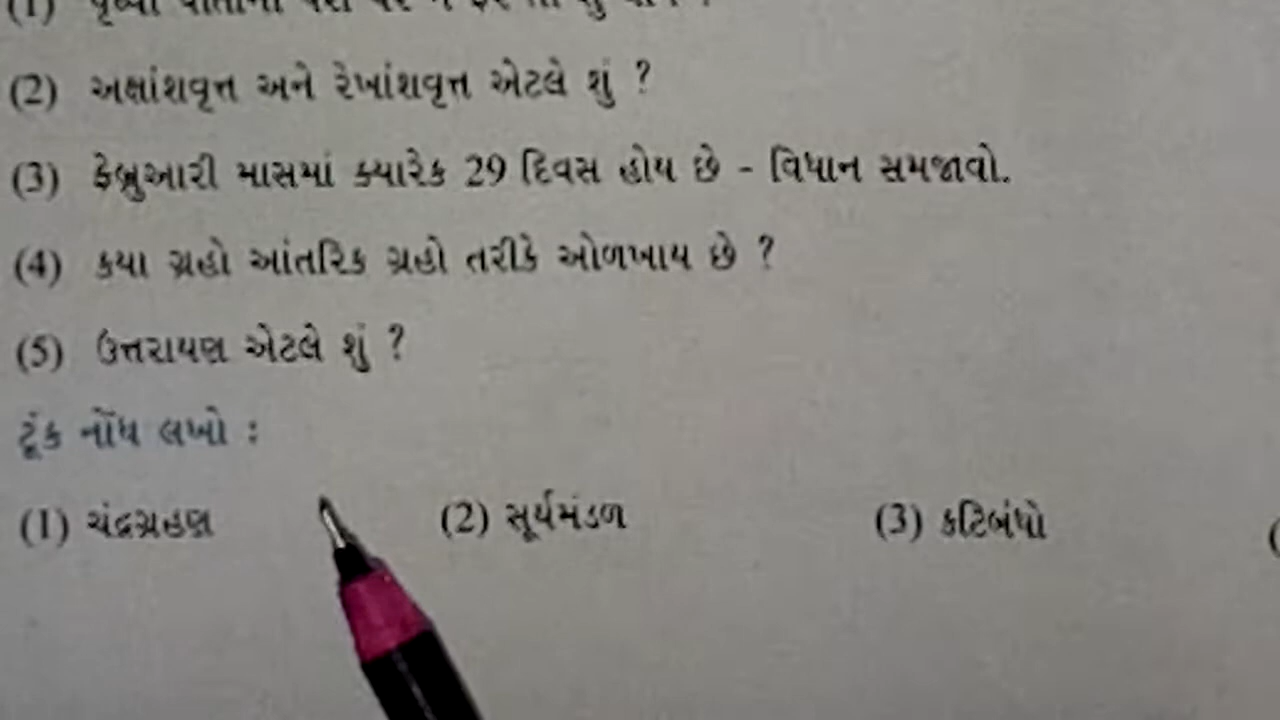 (1)
(2) અક્ષાંશવૃત્ત અને રેખાંશવૃત્ત એટલે શું ?
(3) ફેબ્રુઆરી માસમાં ક્યારેક 29 દિવસ હોય છે - વિધાન સમજાવો.
(4) કયા ગ્રહો આંતરિક ગ્રહો તરીકે ઓળખાય છે ?
(5) ઉત્તરાયણ એટલે શું ?
ટૂંક નોંધ લખો :
(1) ચંદ્રગ્રહણ (2) સૂર્યમંડળ (3) કટિબંધો (